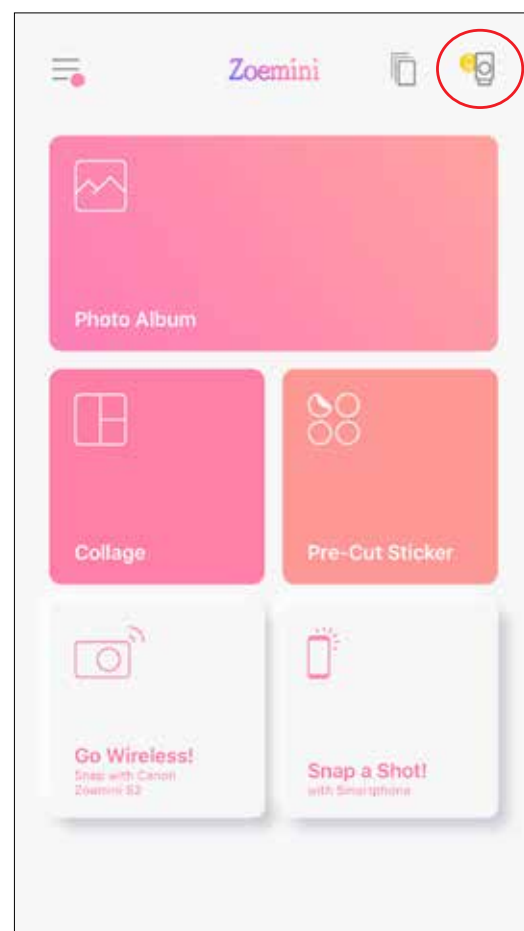 Zoemini
Photo Album
Collage
Pre-Cut Sticker
Go Wireless!
Snap with Canon
Zoemini S2
Snap a Shot!
with Smartphone